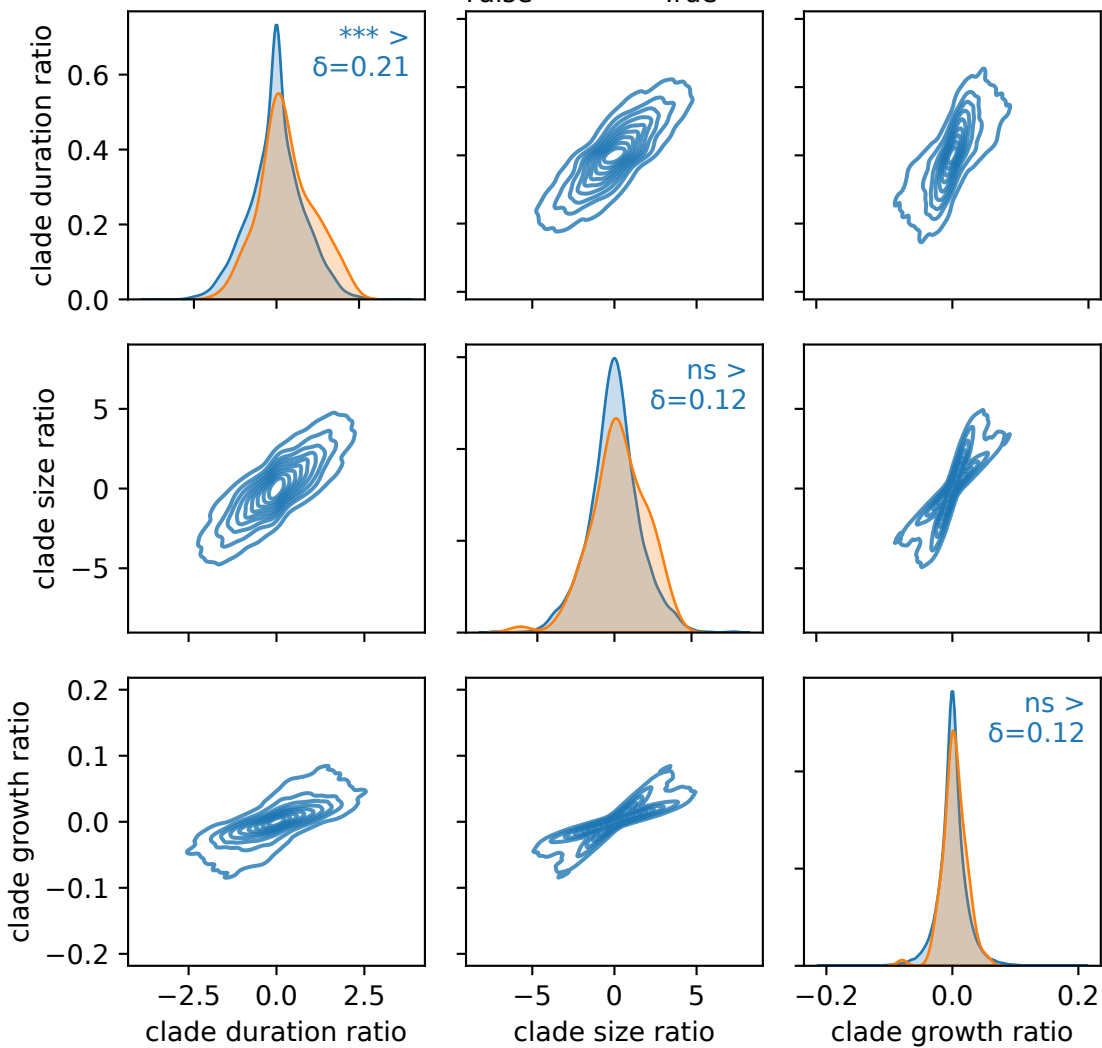 clade duration ratio
0.6
0.4
0.2
0.0
*** >
δ=0.21
clade size ratio
5
0
−5
ns >
δ=0.12
clade growth ratio
0.2
0.1
0.0
−0.1
−0.2
ns >
δ=0.12
−2.5 0.0 2.5
−5 0 5
−0.2 0.0 0.2
clade duration ratio
clade size ratio
clade growth ratio